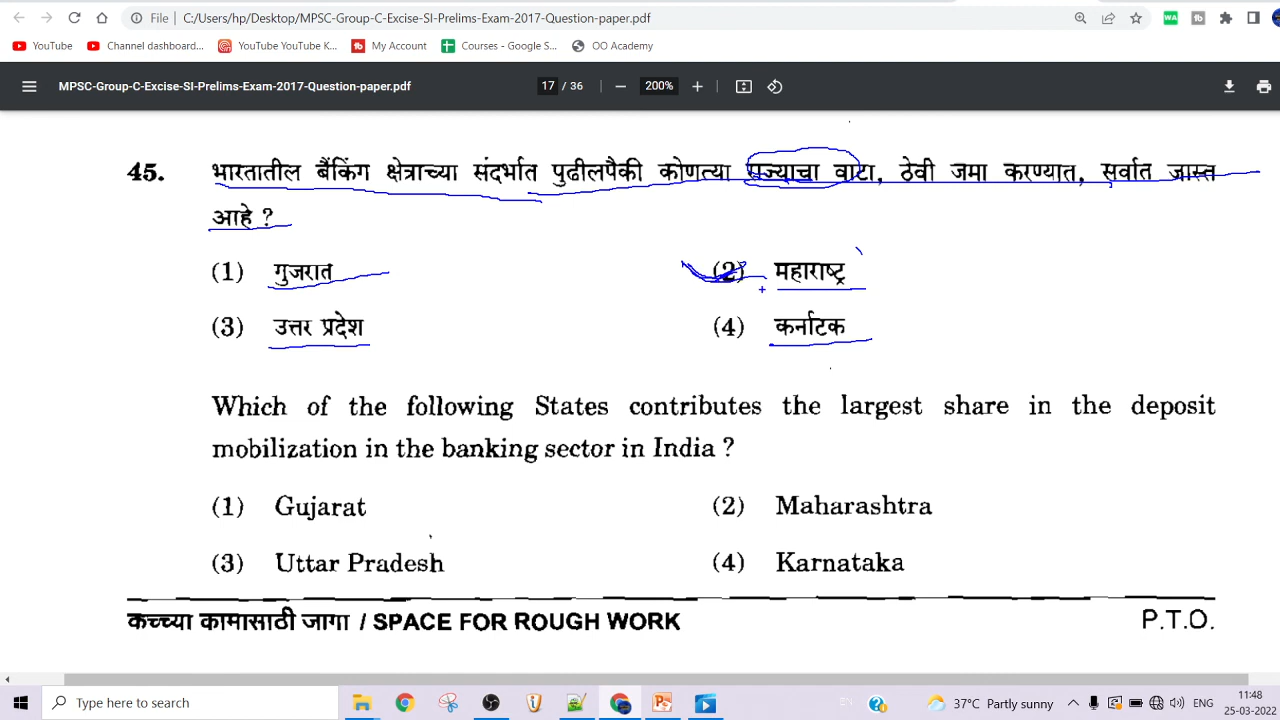 File
C:/Users/hp/Desktop/MPSC-Group-C-Excise-SI-Prelims-Exam-2017-Question-paper.pdf
YouTube Channel dashboard... YouTube YouTube K... My Account Courses - Google S... OO Academy
MPSC-Group-C-Excise-SI-Prelims-Exam-2017-Question-paper.pdf 17 / 36 200%
45. भारतातील बैंकिंग क्षेत्राच्या संदर्भात पुढीलपैकी कोणत्या राज्याचा वाटा, ठेवी जमा करण्यात, सर्वात जास्त
आहे ?
(1) गुजरात (2) महाराष्ट्र
(3) उत्तर प्रदेश (4) कर्नाटक
Which of the following States contributes the largest share in the deposit
mobilization in the banking sector in India ?
(1) Gujarat (2) Maharashtra
(3) Uttar Pradesh (4) Karnataka
कच्च्या कामासाठी जागा / SPACE FOR ROUGH WORK P.T.O.
Type here to search
37°C Partly sunny
ENG
11:48
25-03-2022